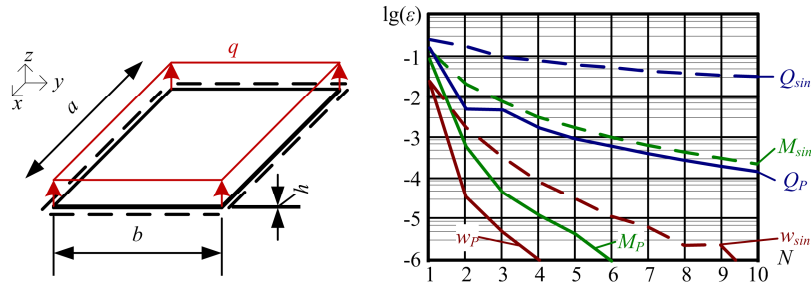 z
y
x
q
a
h
b
lg(ε)
-1
-2
-3
-4
-5
-6
1 2 3 4 5 6 7 8 9 10
N
Q_sin
M_sin
Q_P
w_P
M_P
w_sin